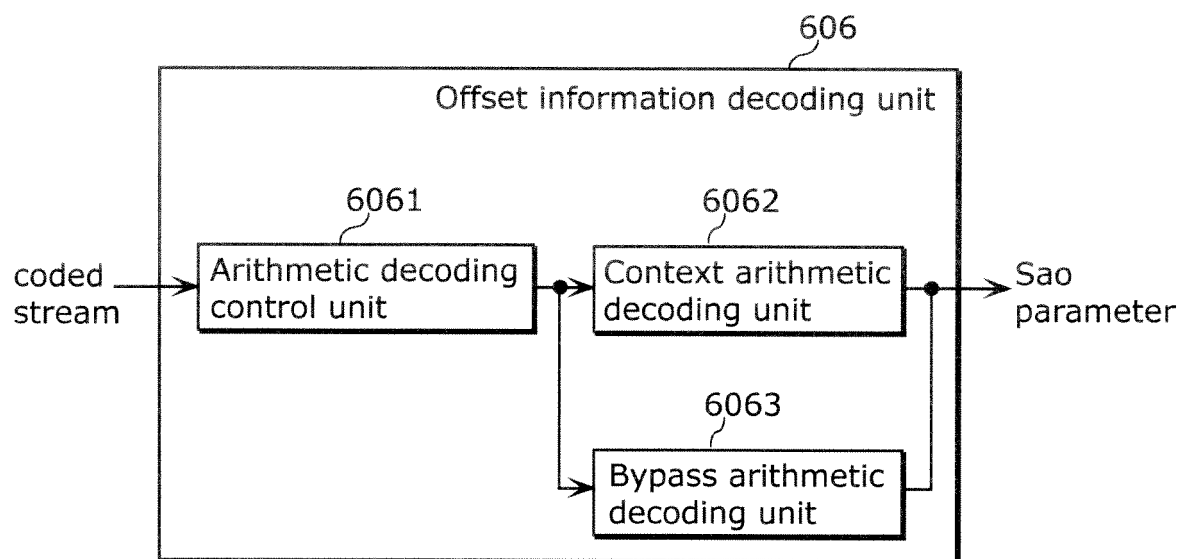 606
Offset information decoding unit
6061
6062
coded
stream
Arithmetic decoding
control unit
Context arithmetic
decoding unit
Sao
parameter
6063
Bypass arithmetic
decoding unit